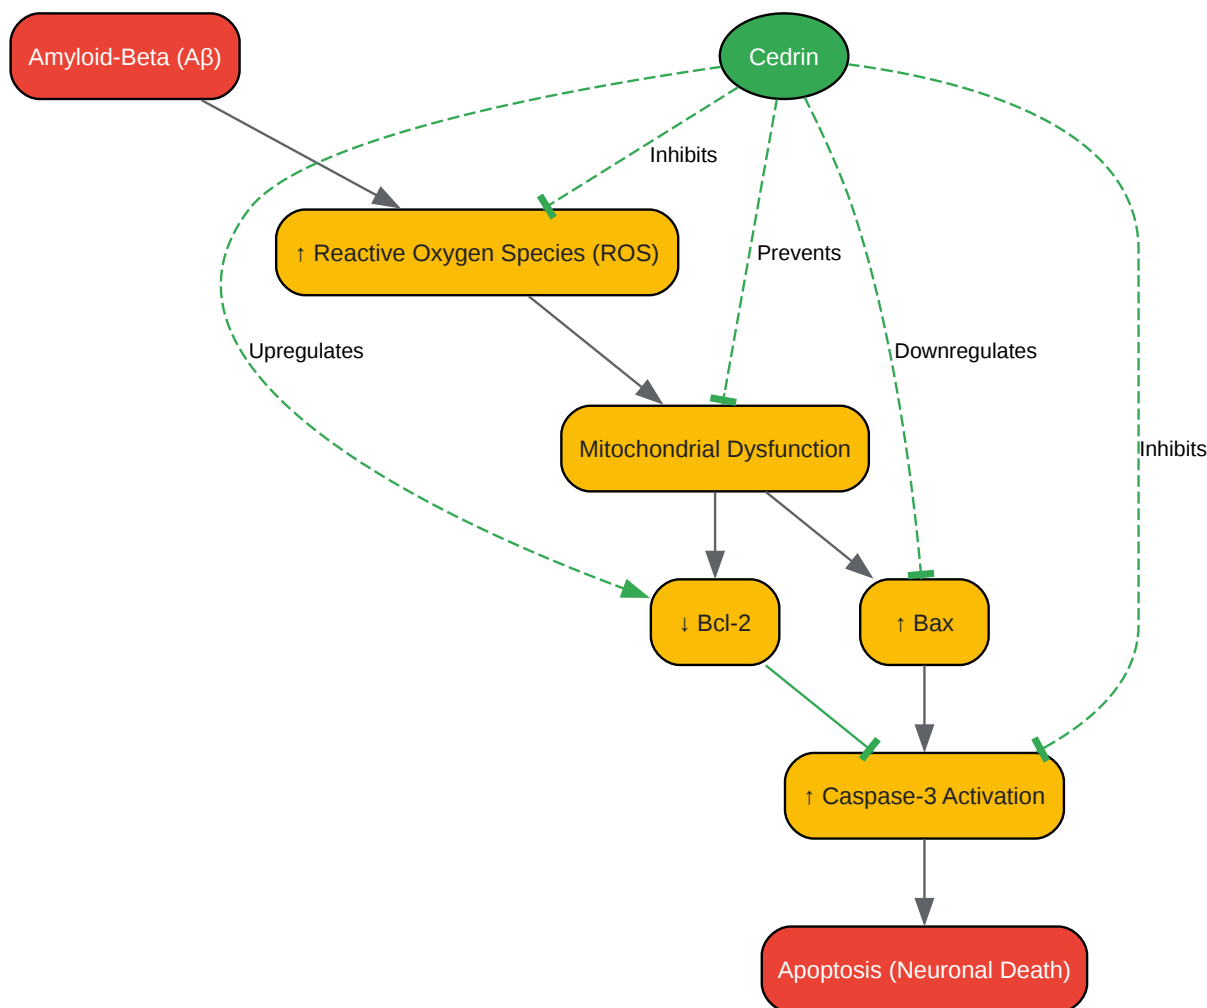 Amyloid-Beta (Aβ)
Cedrin
Inhibits
↑ Reactive Oxygen Species (ROS)
Prevents
Upregulates
Downregulates
Mitochondrial Dysfunction
Inhibits
↓ Bcl-2
↑ Bax
↑ Caspase-3 Activation
Apoptosis (Neuronal Death)